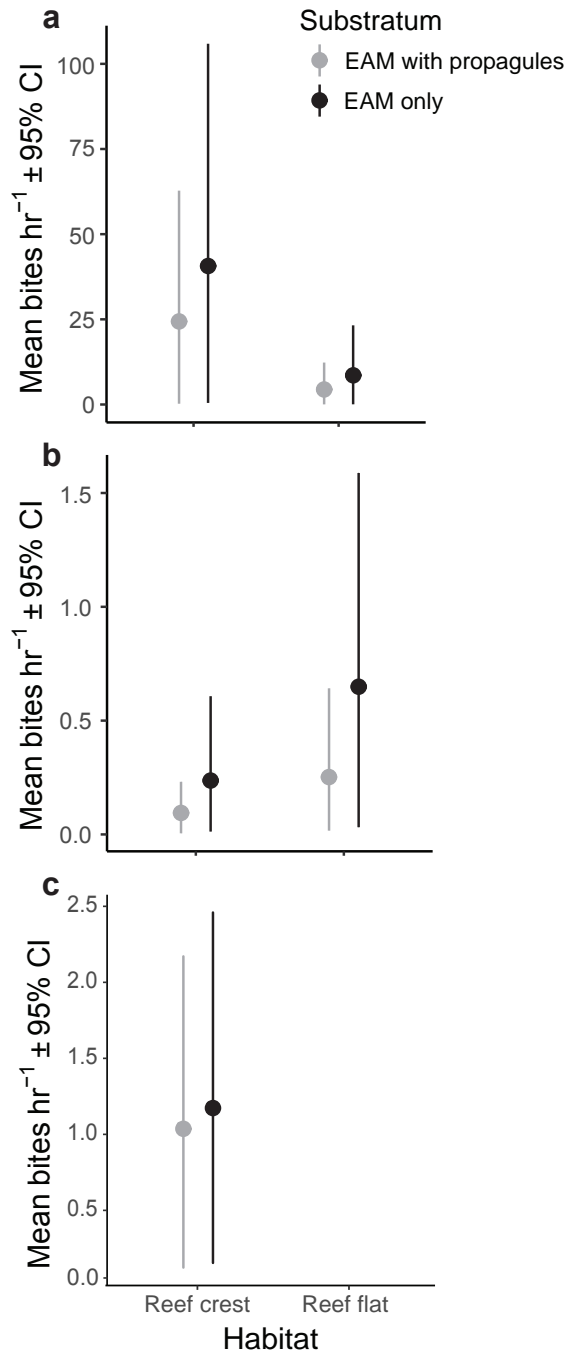 a
Substratum
EAM with propagules
EAM only
Mean bites hr⁻¹ ± 95% CI
100
75
50
25
0
b
Mean bites hr⁻¹ ± 95% CI
1.5
1.0
0.5
0.0
c
Mean bites hr⁻¹ ± 95% CI
2.5
2.0
1.5
1.0
0.5
0.0
Reef crest Reef flat
Habitat